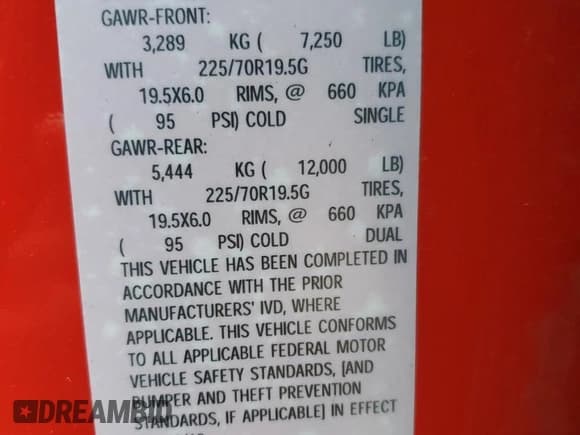 GAWR-FRONT:
3,289 KG ( 7,250 LB)
WITH 225/70R19.5G TIRES,
19.5X6.0 RIMS, @ 660 KPA
( 95 PSI) COLD SINGLE
GAWR-REAR:
5,444 KG ( 12,000 LB)
WITH 225/70R19.5G TIRES,
19.5X6.0 RIMS, @ 660 KPA
( 95 PSI) COLD DUAL
THIS VEHICLE HAS BEEN COMPLETED IN
ACCORDANCE WITH THE PRIOR
MANUFACTURERS' IVD, WHERE
APPLICABLE. THIS VEHICLE CONFORMS
TO ALL APPLICABLE FEDERAL MOTOR
VEHICLE SAFETY STANDARDS, [AND
BUMPER AND THEFT PREVENTION
STANDARDS, IF APPLICABLE] IN EFFECT
DREAMBID